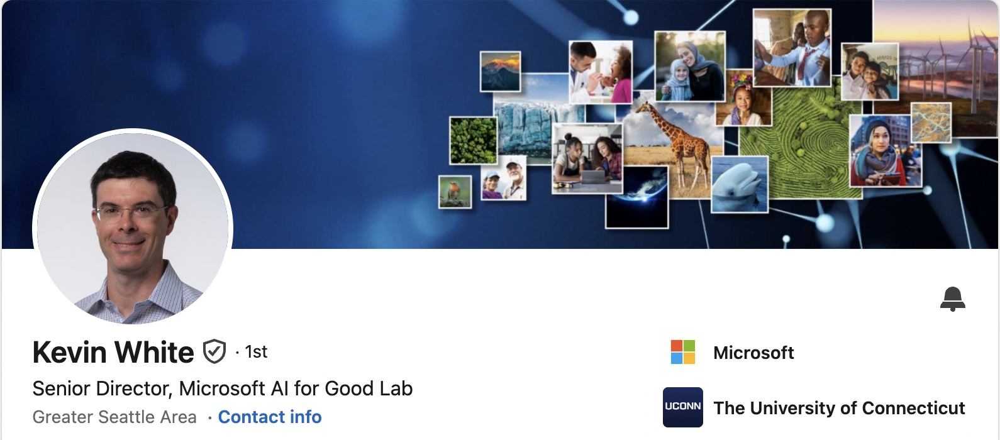 Kevin White · 1st
Senior Director, Microsoft AI for Good Lab
Greater Seattle Area · Contact info
Microsoft
UCONN
The University of Connecticut